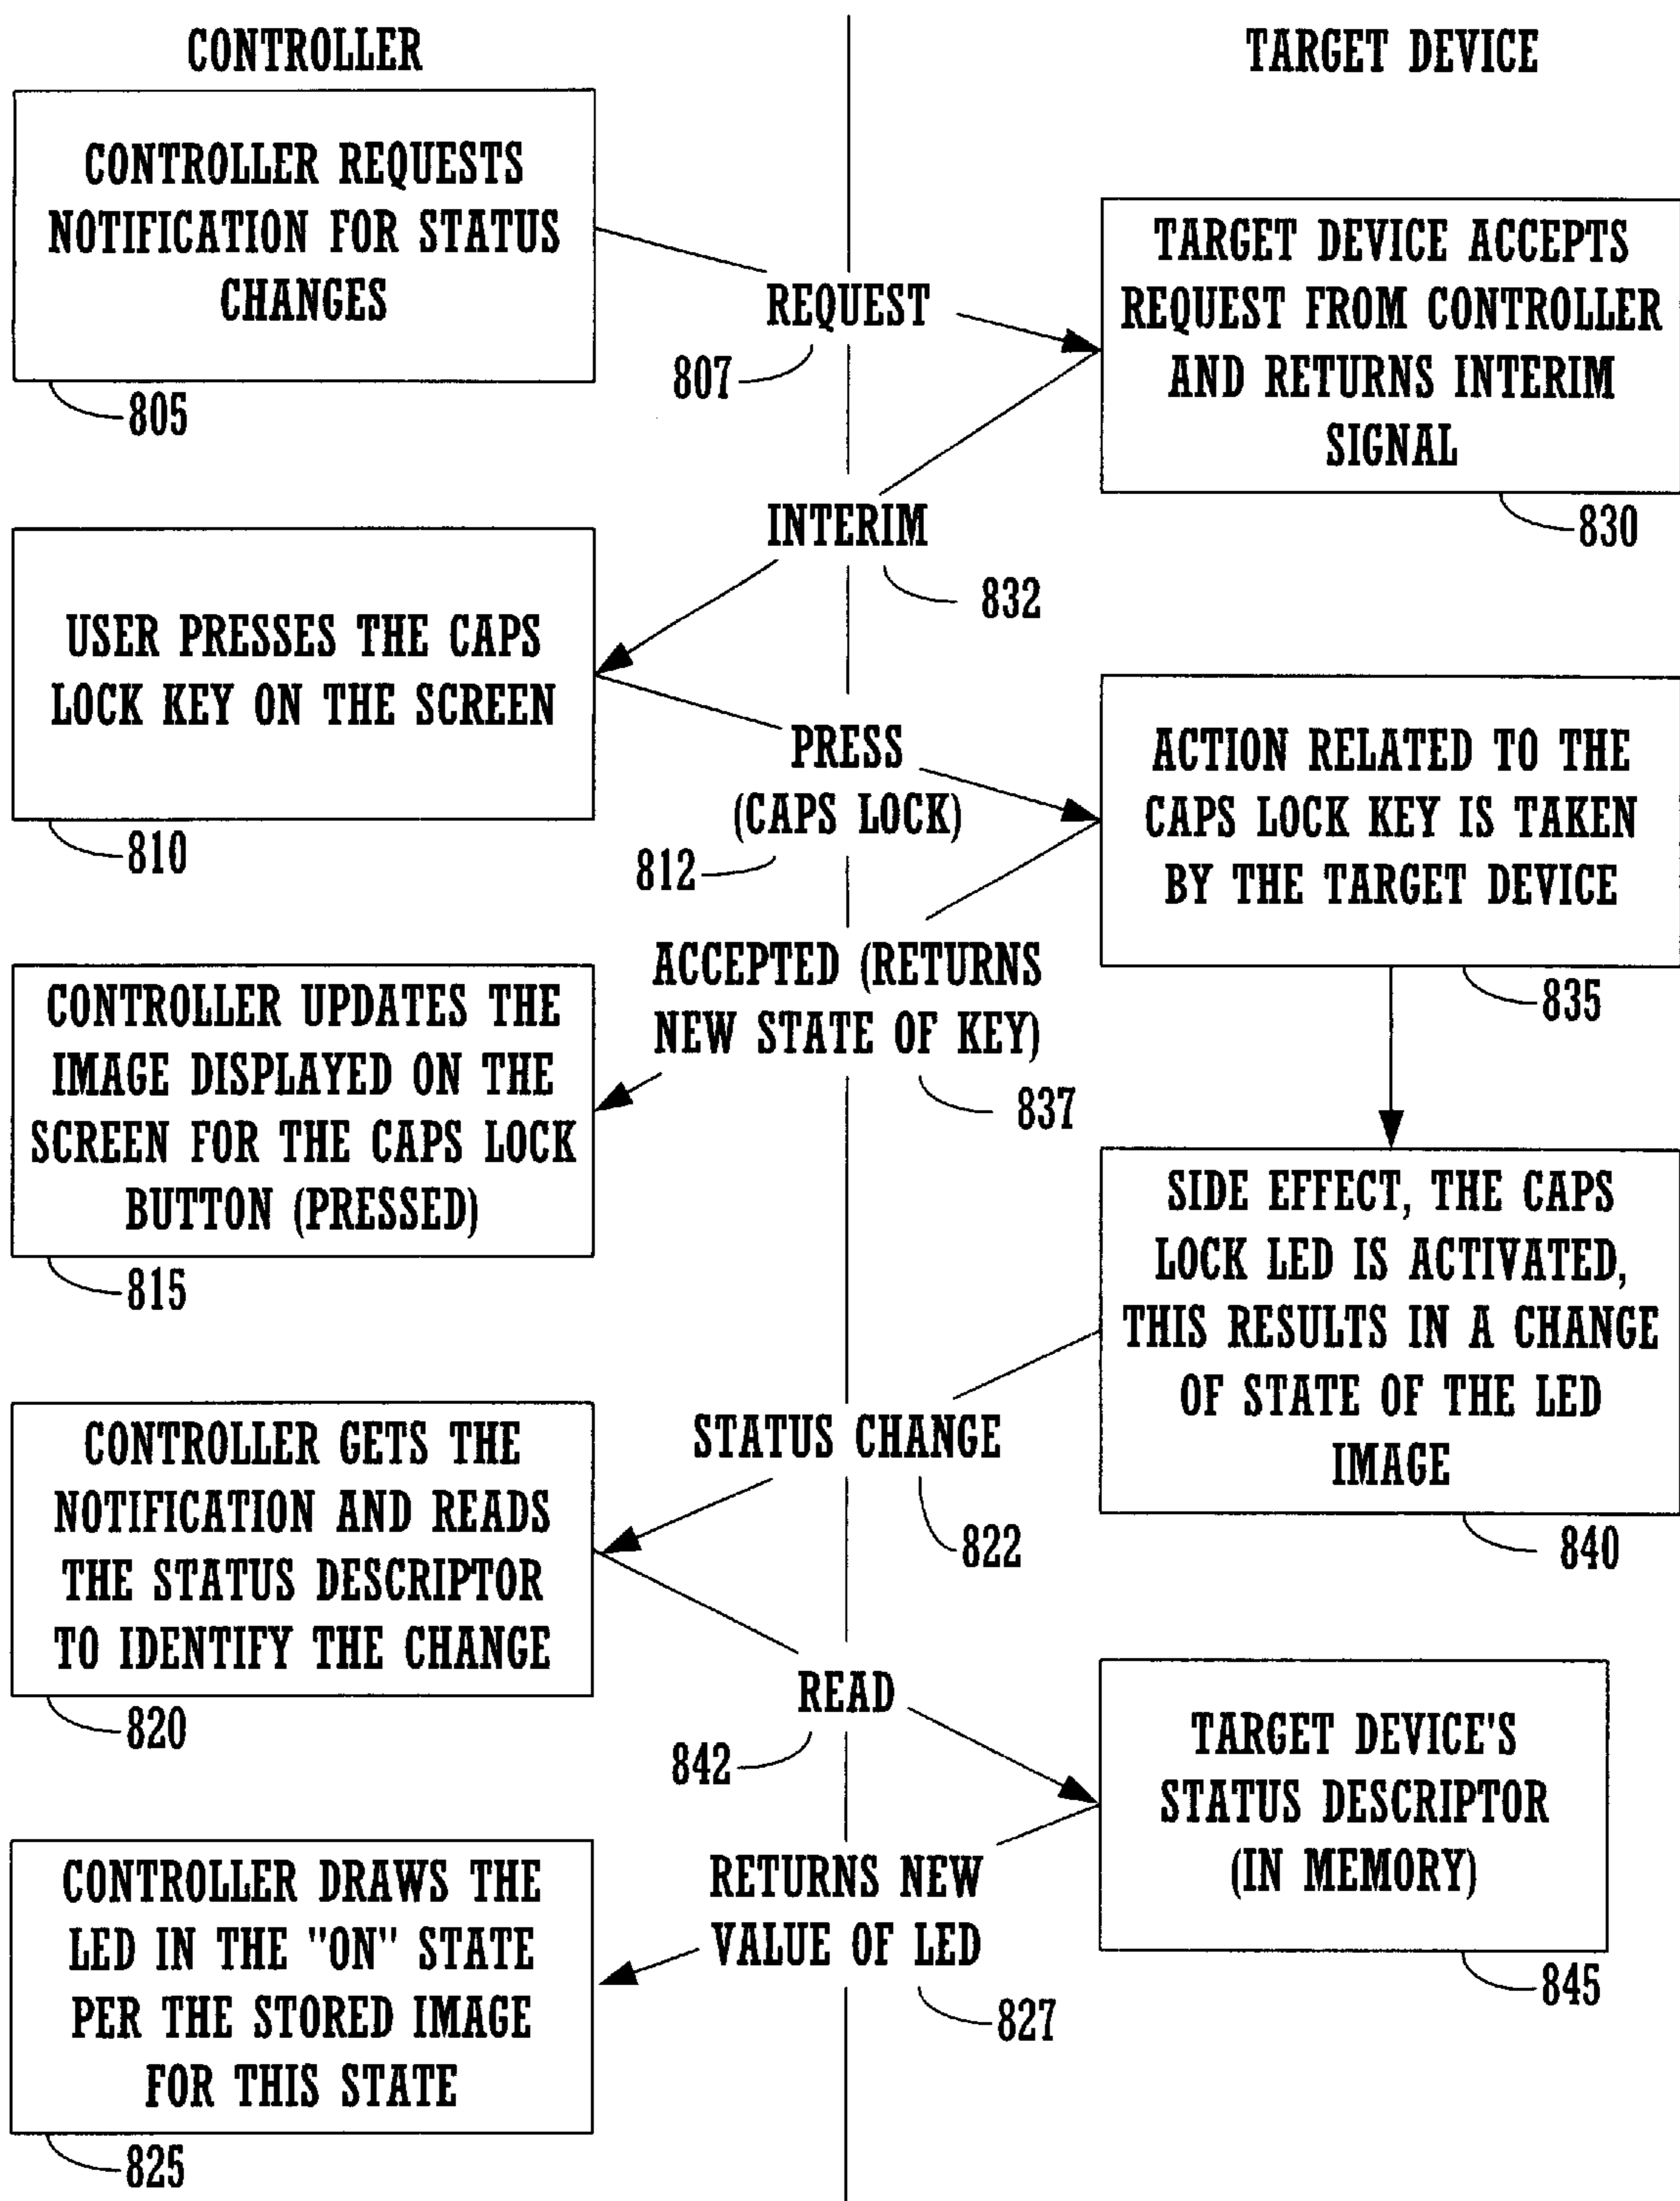 CONTROLLER
TARGET DEVICE
CONTROLLER REQUESTS
NOTIFICATION FOR STATUS
CHANGES
805
REQUEST
807
TARGET DEVICE ACCEPTS
REQUEST FROM CONTROLLER
AND RETURNS INTERIM
SIGNAL
830
INTERIM
832
USER PRESSES THE CAPS
LOCK KEY ON THE SCREEN
810
PRESS
(CAPS LOCK)
812
ACTION RELATED TO THE
CAPS LOCK KEY IS TAKEN
BY THE TARGET DEVICE
835
ACCEPTED (RETURNS
NEW STATE OF KEY)
837
CONTROLLER UPDATES THE
IMAGE DISPLAYED ON THE
SCREEN FOR THE CAPS LOCK
BUTTON (PRESSED)
815
SIDE EFFECT, THE CAPS
LOCK LED IS ACTIVATED,
THIS RESULTS IN A CHANGE
OF STATE OF THE LED
IMAGE
840
STATUS CHANGE
822
CONTROLLER GETS THE
NOTIFICATION AND READS
THE STATUS DESCRIPTOR
TO IDENTIFY THE CHANGE
820
READ
842
TARGET DEVICE'S
STATUS DESCRIPTOR
(IN MEMORY)
845
RETURNS NEW
VALUE OF LED
827
CONTROLLER DRAWS THE
LED IN THE "ON" STATE
PER THE STORED IMAGE
FOR THIS STATE
825